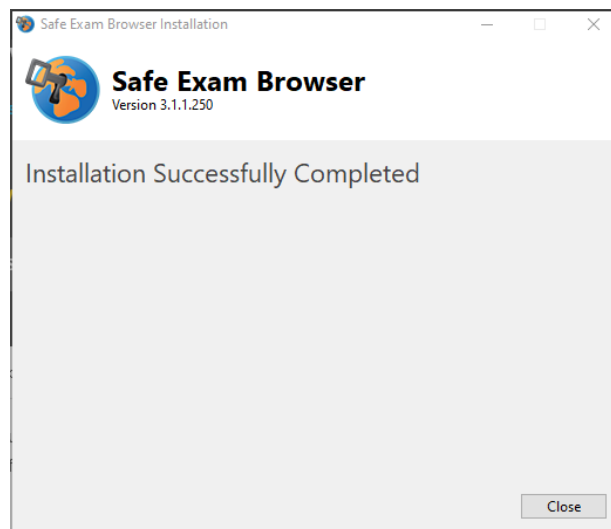 Safe Exam Browser Installation
Safe Exam Browser
Version 3.1.1.250
Installation Successfully Completed
Close